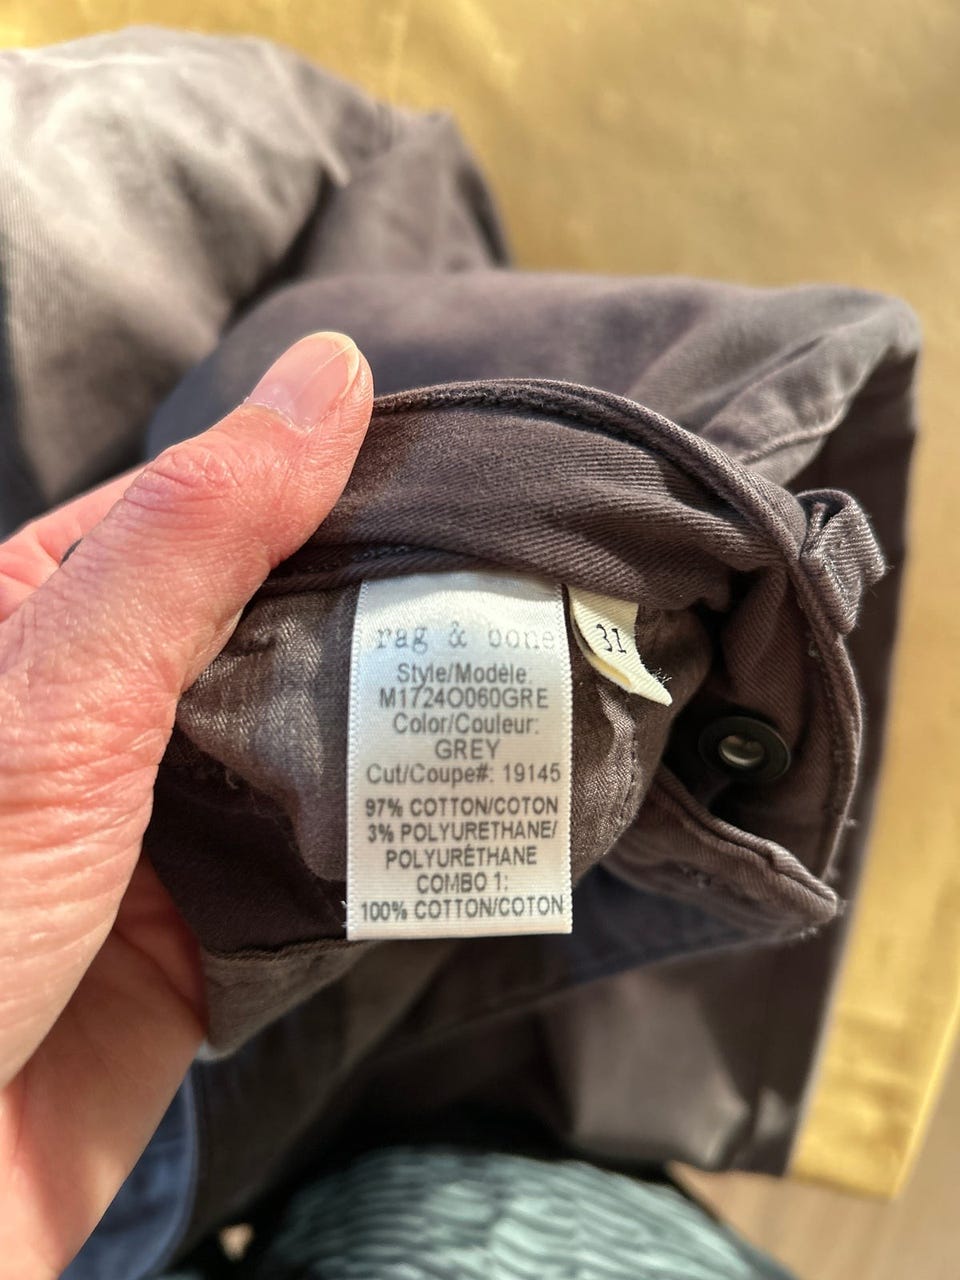 rag & bone
Style/Modèle:
M1724O060GRE
Color/Couleur:
GREY
Cut/Coupe#: 19145
97% COTTON/COTON
3% POLYURETHANE/
POLYURÉTHANE
COMBO 1:
100% COTTON/COTON
31